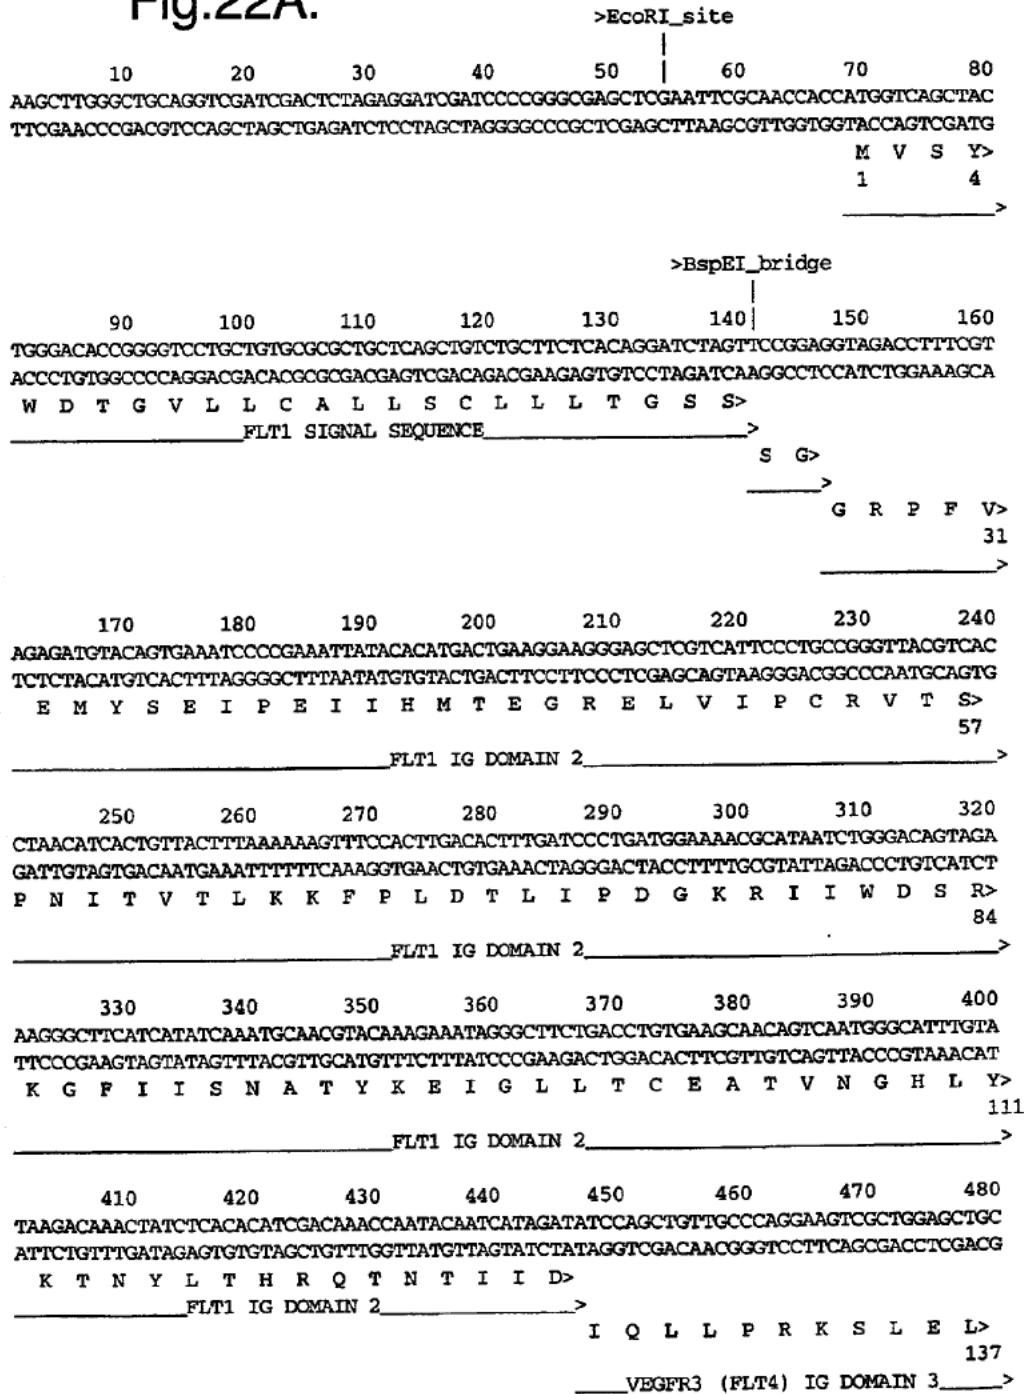 Fig.22A.
>EcoRI_site
10 20 30 40 50 60 70 80
AAGCTTGGGCTGCAGGTCGATCGACTCTAGAGGATCGATCCCCGGGCGAGCTCGAATTCGCAACCACCATGGTCAGCTAC
TTCGAACCCGACGTCCAGCTAGCTGAGATCTCCTAGCTAGGGGCCCGCTCGAGCTTAAGCGTTGGTGGTACCAGTCGATG
M V S Y>
1 4
>BspEI_bridge
90 100 110 120 130 140 150 160
TGGGACACCGGGGTCCTGCTGTGCGCGCTGCTCAGCTGTCTGCTTCTCACAGGATCTAGTTCCGGAGGTAGACCTTTCGT
ACCCTGTGGCCCCAGGACGACACGCGCGACGAGTCGACAGACGAAGAGTGTCCTAGATCAAGGCCTCCATCTGGAAAGCA
W D T G V L L C A L L S C L L L T G S S>
FLT1 SIGNAL SEQUENCE
S G>
G R P F V>
31
170 180 190 200 210 220 230 240
AGAGATGTACAGTGAAATCCCCGAAATTATACACATGACTGAAGGAAGGGAGCTCGTCATTCCCTGCCGGGTTACGTCAC
TCTCTACATGTCACTTTAGGGGCTTTAATATGTGTACTGACTTCCTTCCCTCGAGCAGTAAGGGACGGCCCAATGCAGTG
E M Y S E I P E I I H M T E G R E L V I P C R V T S>
57
FLT1 IG DOMAIN 2
250 260 270 280 290 300 310 320
CTAACATCACTGTTACTTTAAAAAAGTTTCCACTTGACACTTTGATCCCTGATGGAAAACGCATAATCTGGGACAGTAGA
GATTGTAGTGACAATGAAATTTTTTCAAAGGTGAACTGTGAAACTAGGGACTACCTTTTGCGTATTAGACCCTGTCATCT
P N I T V T L K K F P L D T L I P D G K R I I W D S R>
84
FLT1 IG DOMAIN 2
330 340 350 360 370 380 390 400
AAGGGCTTCATCATATCAAATGCAACGTACAAAGAAATAGGGCTTCTGACCTGTGAAGCAACAGTCAATGGGCATTTGTA
TTCCCGAAGTAGTATAGTTTACGTTGCATGTTTCTTTATCCCGAAGACTGGACACTTCGTTGTCAGTTACCCGTAAACAT
K G F I I S N A T Y K E I G L L T C E A T V N G H L Y>
111
FLT1 IG DOMAIN 2
410 420 430 440 450 460 470 480
TAAGACAAACTATCTCACACATCGACAAACCAATACAATCATAGATATCCAGCTGTTGCCCAGGAAGTCGCTGGAGCTGC
ATTCTGTTTGATAGAGTGTGTAGCTGTTTGGTTATGTTAGTATCTATAGGTCGACAACGGGTCCTTCAGCGACCTCGACG
K T N Y L T H R Q T N T I I D>
FLT1 IG DOMAIN 2
I Q L L P R K S L E L>
137
VEGFR3 (FLT4) IG DOMAIN 3